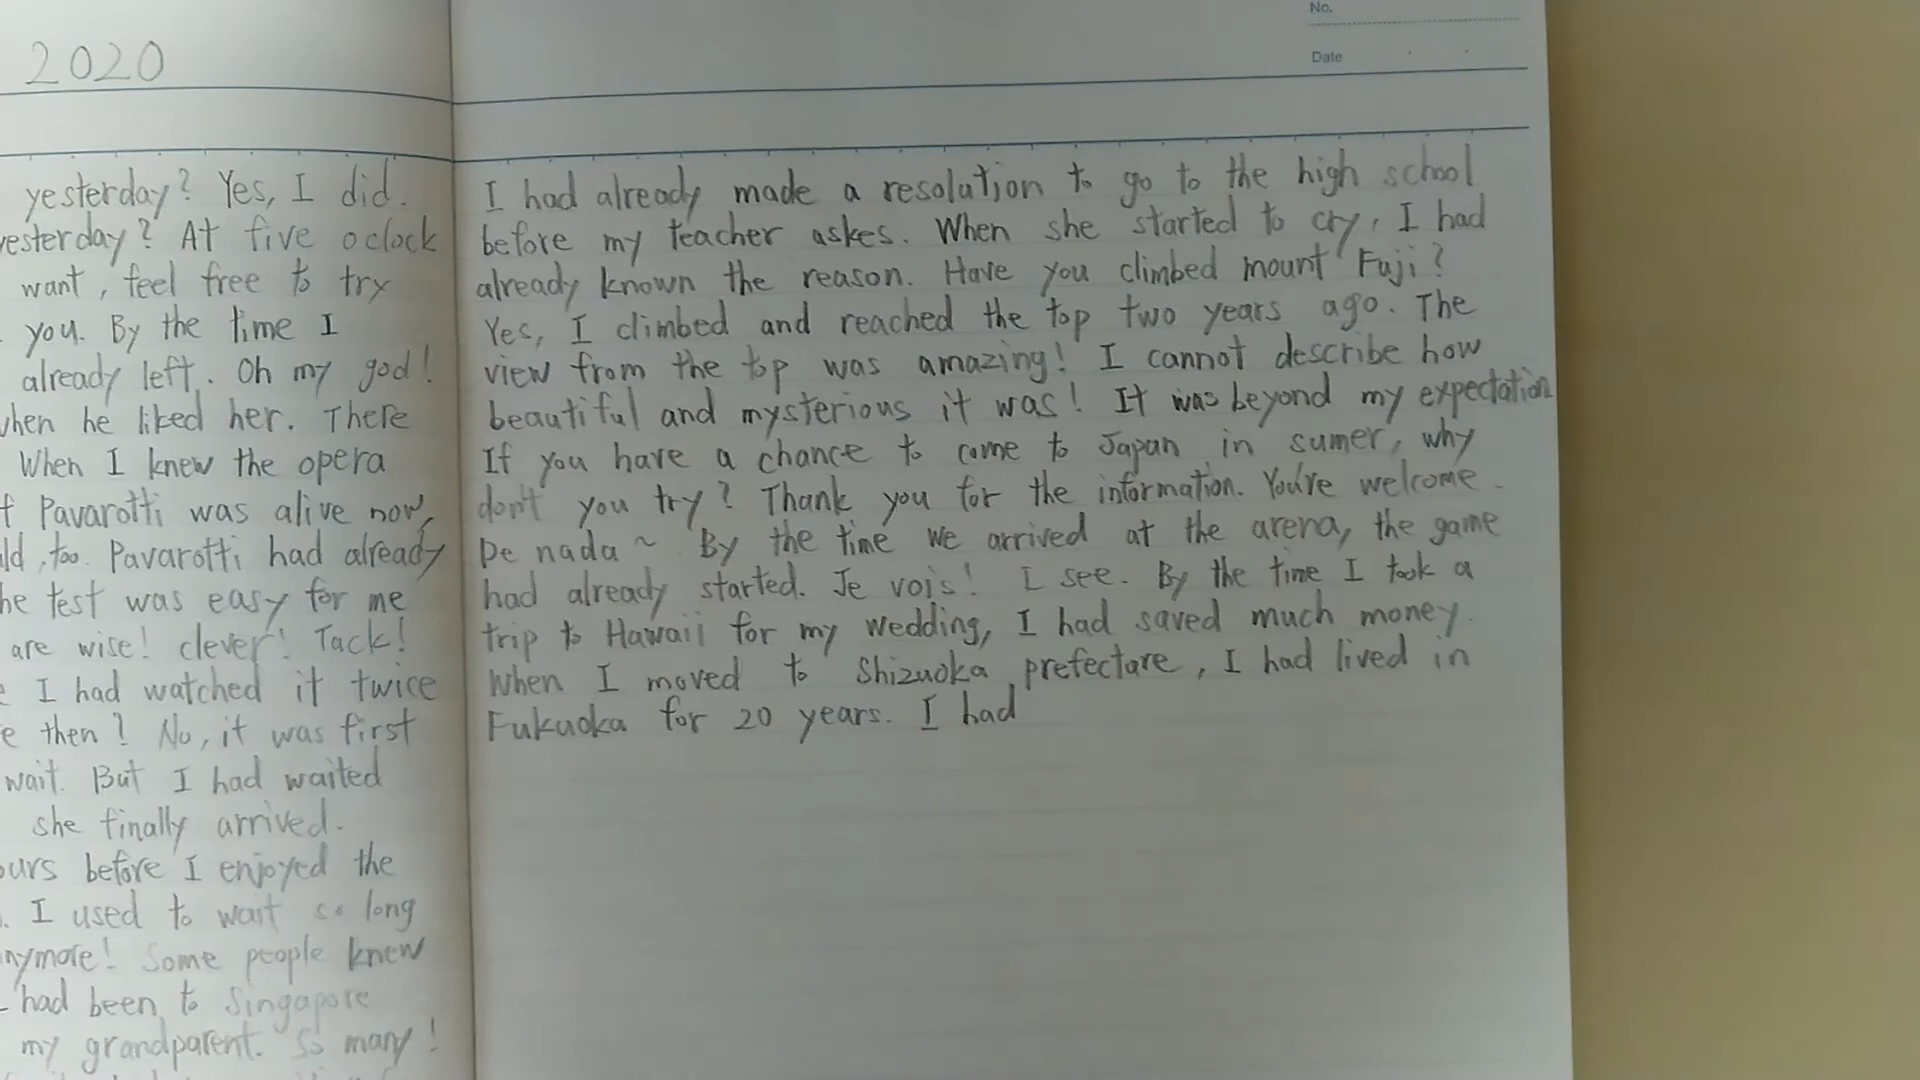 2020
yesterday? Yes, I did.
yesterday? At five oclock
want, feel free to try
you. By the time I
already left. Oh my god!
when he liked her. There
When I knew the opera
f Pavarotti was alive now,
ld, too. Pavarotti had already
he test was easy for me
are wise! clever! Tack!
e I had watched it twice
e then? No, it was first
wait. But I had waited
she finally arrived.
ours before I enjoyed the
. I used to wait so long
nymore! Some people knew
had been to Singapore
my grandparent. So many!
No.
Date
I had already made a resolution to go to the high school
before my teacher askes. When she started to cry, I had
already known the reason. Have you climbed mount Fuji?
Yes, I climbed and reached the top two years ago. The
view from the top was amazing! I cannot describe how
beautiful and mysterious it was! It was beyond my expectation
If you have a chance to come to Japan in sumer, why
don't you try? Thank you for the information. You're welcome.
De nada ~ By the time we arrived at the arena, the game
had already started. Je vois! I see. By the time I took a
trip to Hawaii for my wedding, I had saved much money.
When I moved to Shizuoka prefectare, I had lived in
Fukuoka for 20 years. I had